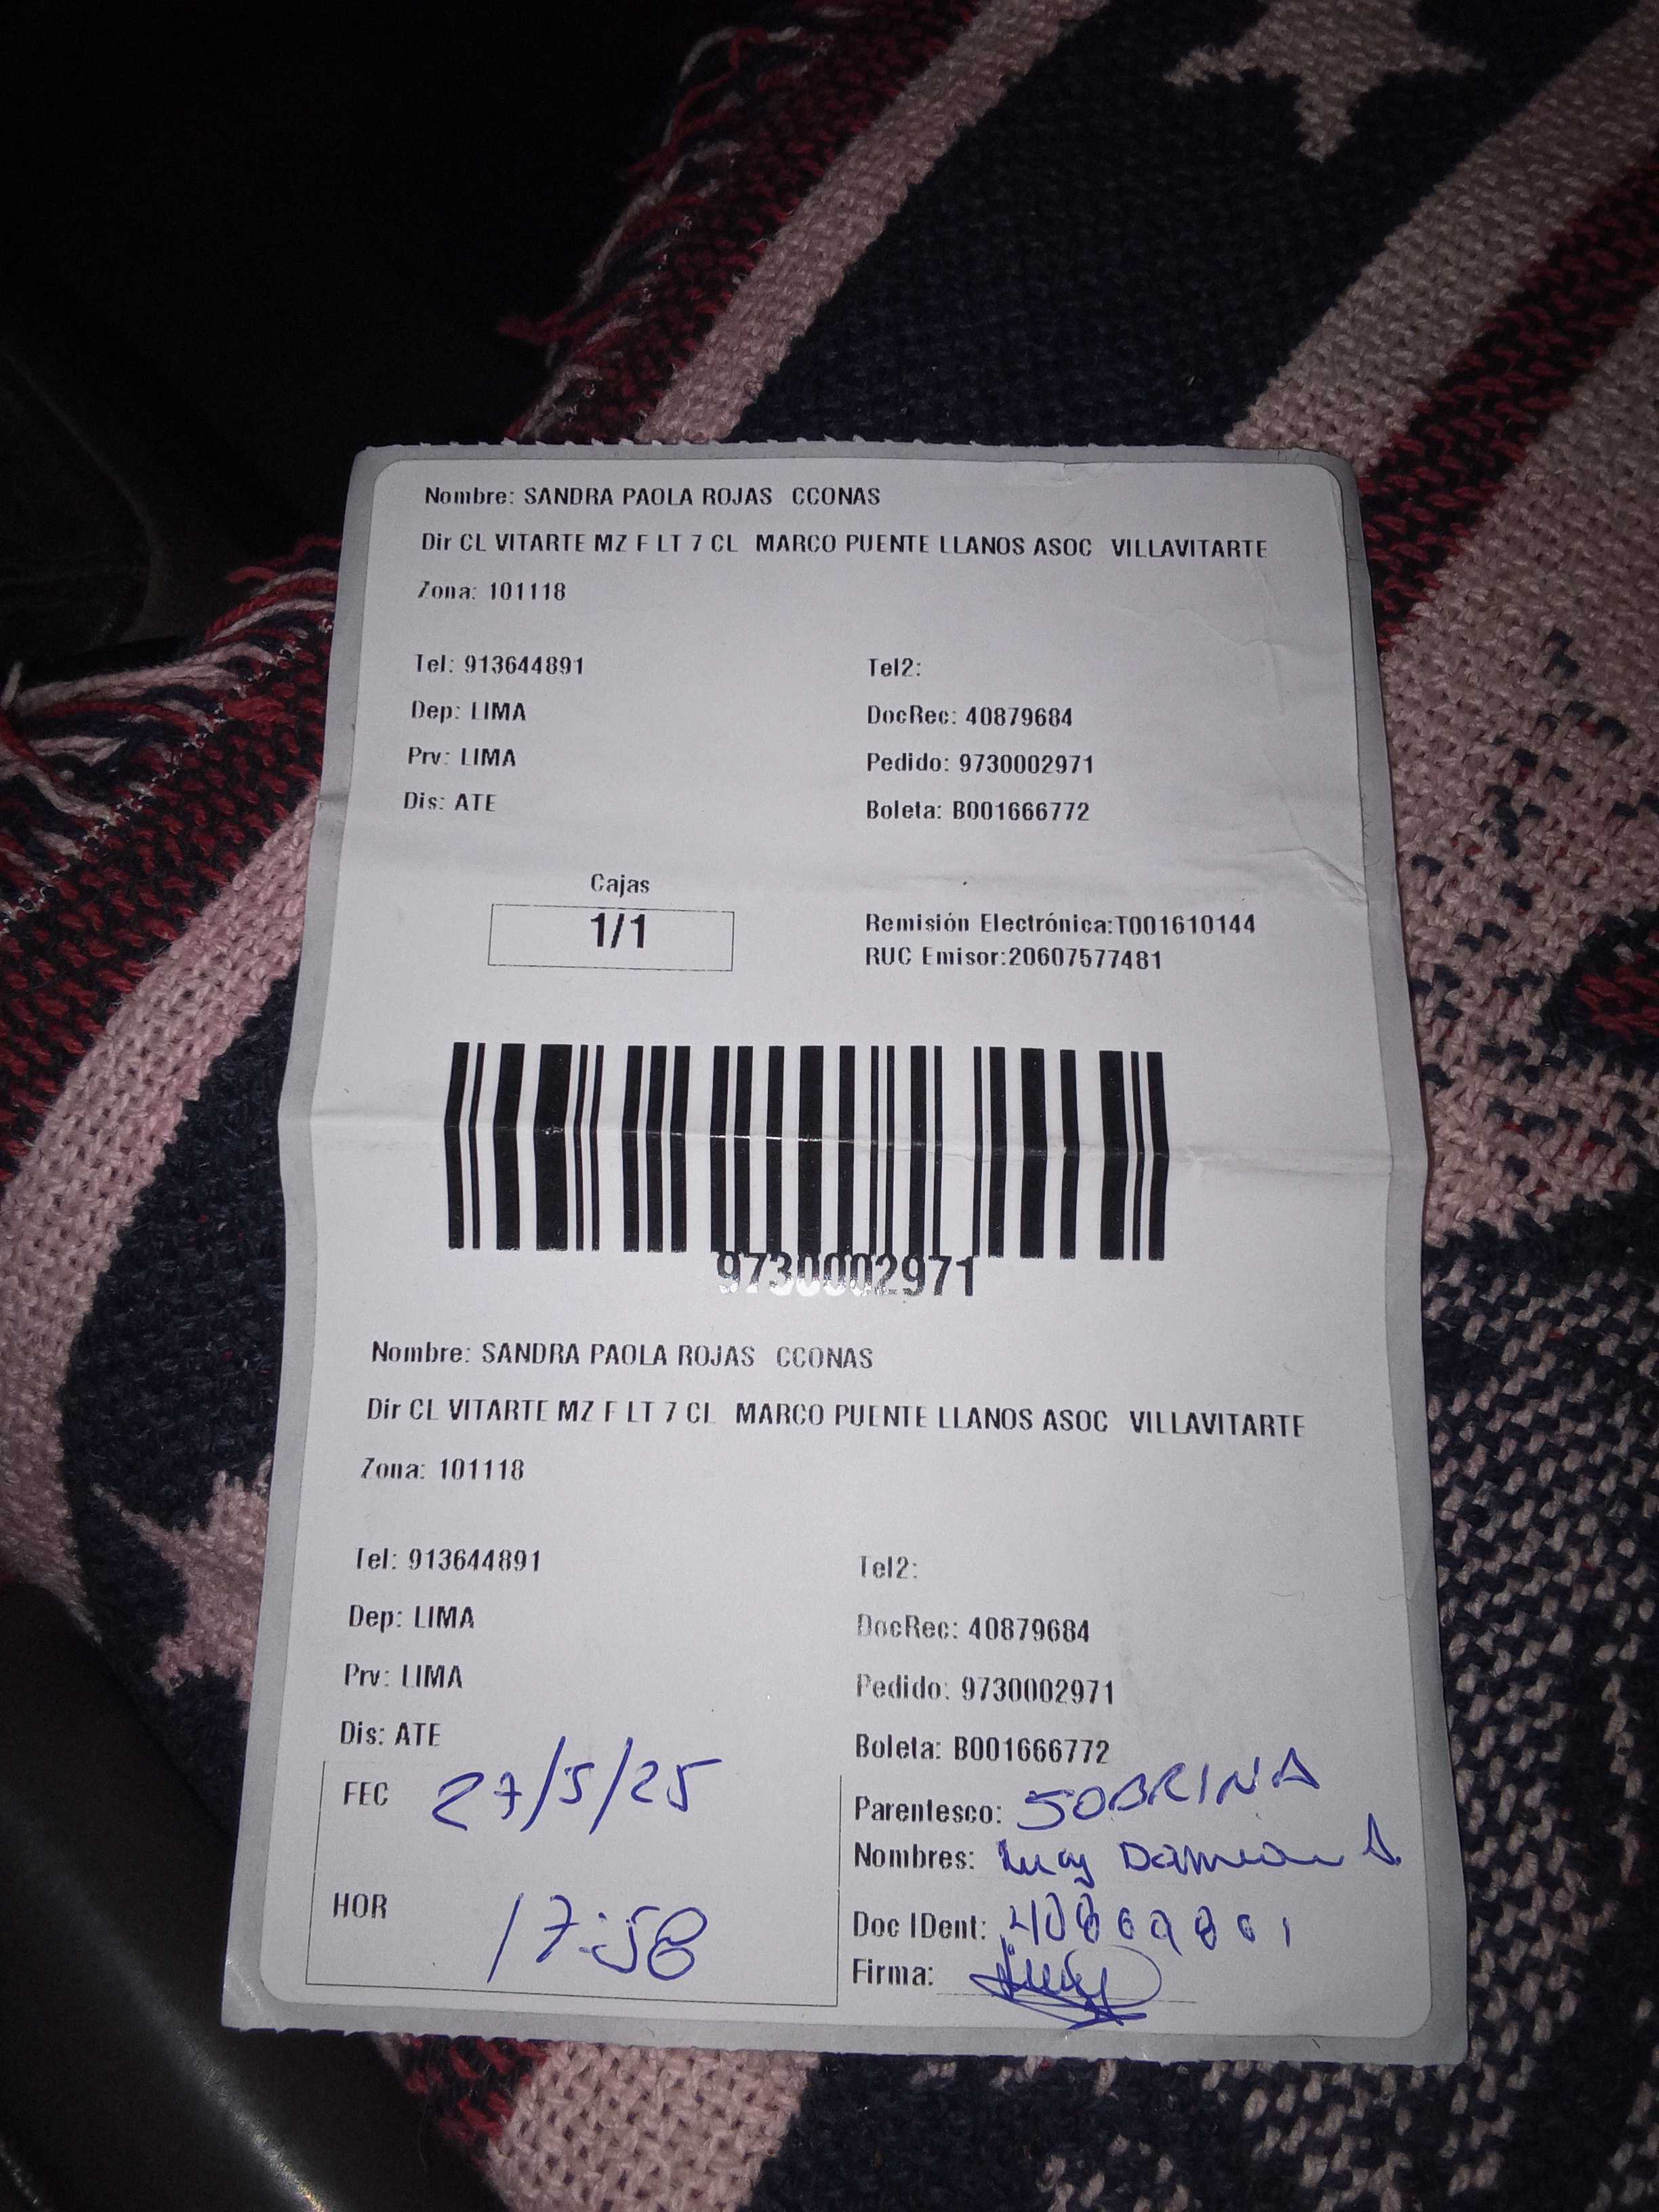 Nombre: SANDRA PAOLA ROJAS CCONAS
Dir CL VITARTE MZ F LT 7 CL MARCO PUENTE LLANOS ASOC VILLAVITARTE
Zona: 101118
Tel: 913644891 Tel2:
Dep: LIMA DocRec: 40879684
Prv: LIMA Pedido: 9730002971
Dis: ATE Boleta: B001666772
Cajas
1/1
Remisión Electrónica:T001610144
RUC Emisor:20607577481
9730002971
Nombre: SANDRA PAOLA ROJAS CCONAS
Dir CL VITARTE MZ F LT 7 CL MARCO PUENTE LLANOS ASOC VILLAVITARTE
Zona: 101118
Tel: 913644891 Tel2:
Dep: LIMA DocRec: 40879684
Prv: LIMA Pedido: 9730002971
Dis: ATE Boleta: B001666772
FEC 27/5/25
Parentesco: SOBRINA
Nombres:
HOR 17:58
Doc IDent:
Firma: